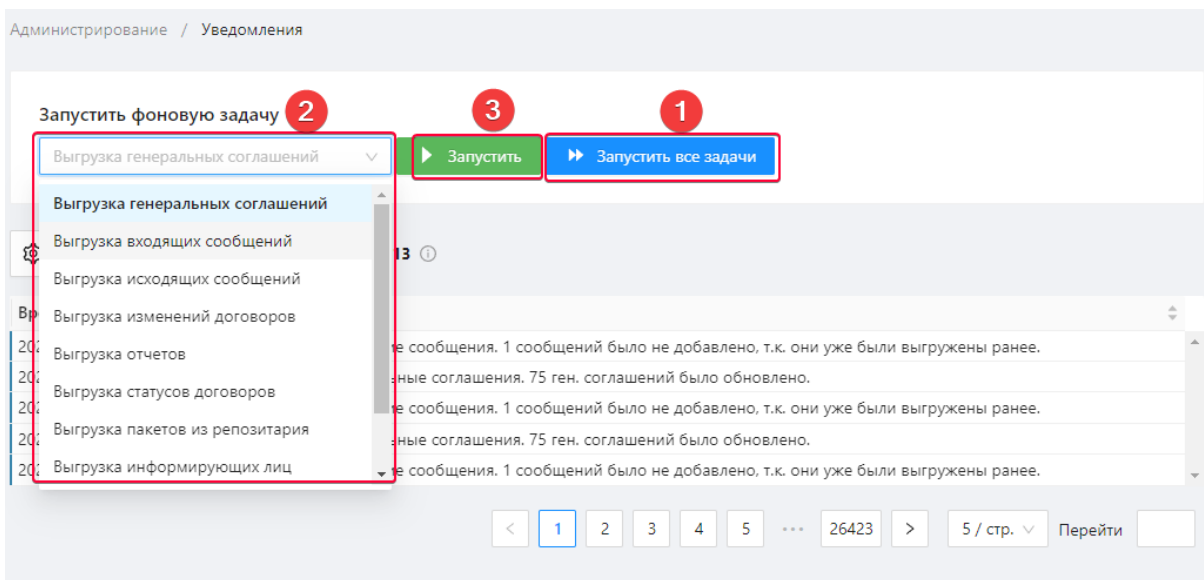 Администрирование / Уведомления
Запустить фоновую задачу 2
3
1
Выгрузка генеральных соглашений
Запустить
Запустить все задачи
Выгрузка генеральных соглашений
Выгрузка входящих сообщений
13
Выгрузка исходящих сообщений
Выгрузка изменений договоров
Выгрузка отчетов
Выгрузка статусов договоров
Выгрузка пакетов из репозитария
Выгрузка информирующих лиц
сообщения. 1 сообщений было не добавлено, т.к. они уже были выгружены ранее.
соглашения. 75 ген. соглашений было обновлено.
сообщения. 1 сообщений было не добавлено, т.к. они уже были выгружены ранее.
соглашения. 75 ген. соглашений было обновлено.
сообщения. 1 сообщений было не добавлено, т.к. они уже были выгружены ранее.
< 1 2 3 4 5 ••• 26423 > 5 / стр. Перейти